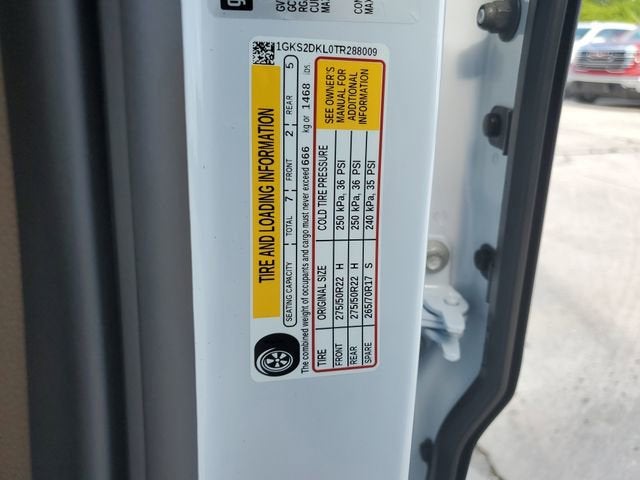 1GKS2DKL0TR288009
TIRE AND LOADING INFORMATION
SEATING CAPACITY TOTAL 7 FRONT 2 REAR 5
The combined weight of occupants and cargo must never exceed 666 kg or 1468 lbs
TIRE ORIGINAL SIZE COLD TIRE PRESSURE
FRONT 275/50R22 H 250 kPa, 36 PSI
REAR 275/50R22 H 250 kPa, 36 PSI
SPARE 265/70R17 S 240 kPa, 35 PSI
SEE OWNER'S
MANUAL FOR
ADDITIONAL
INFORMATION